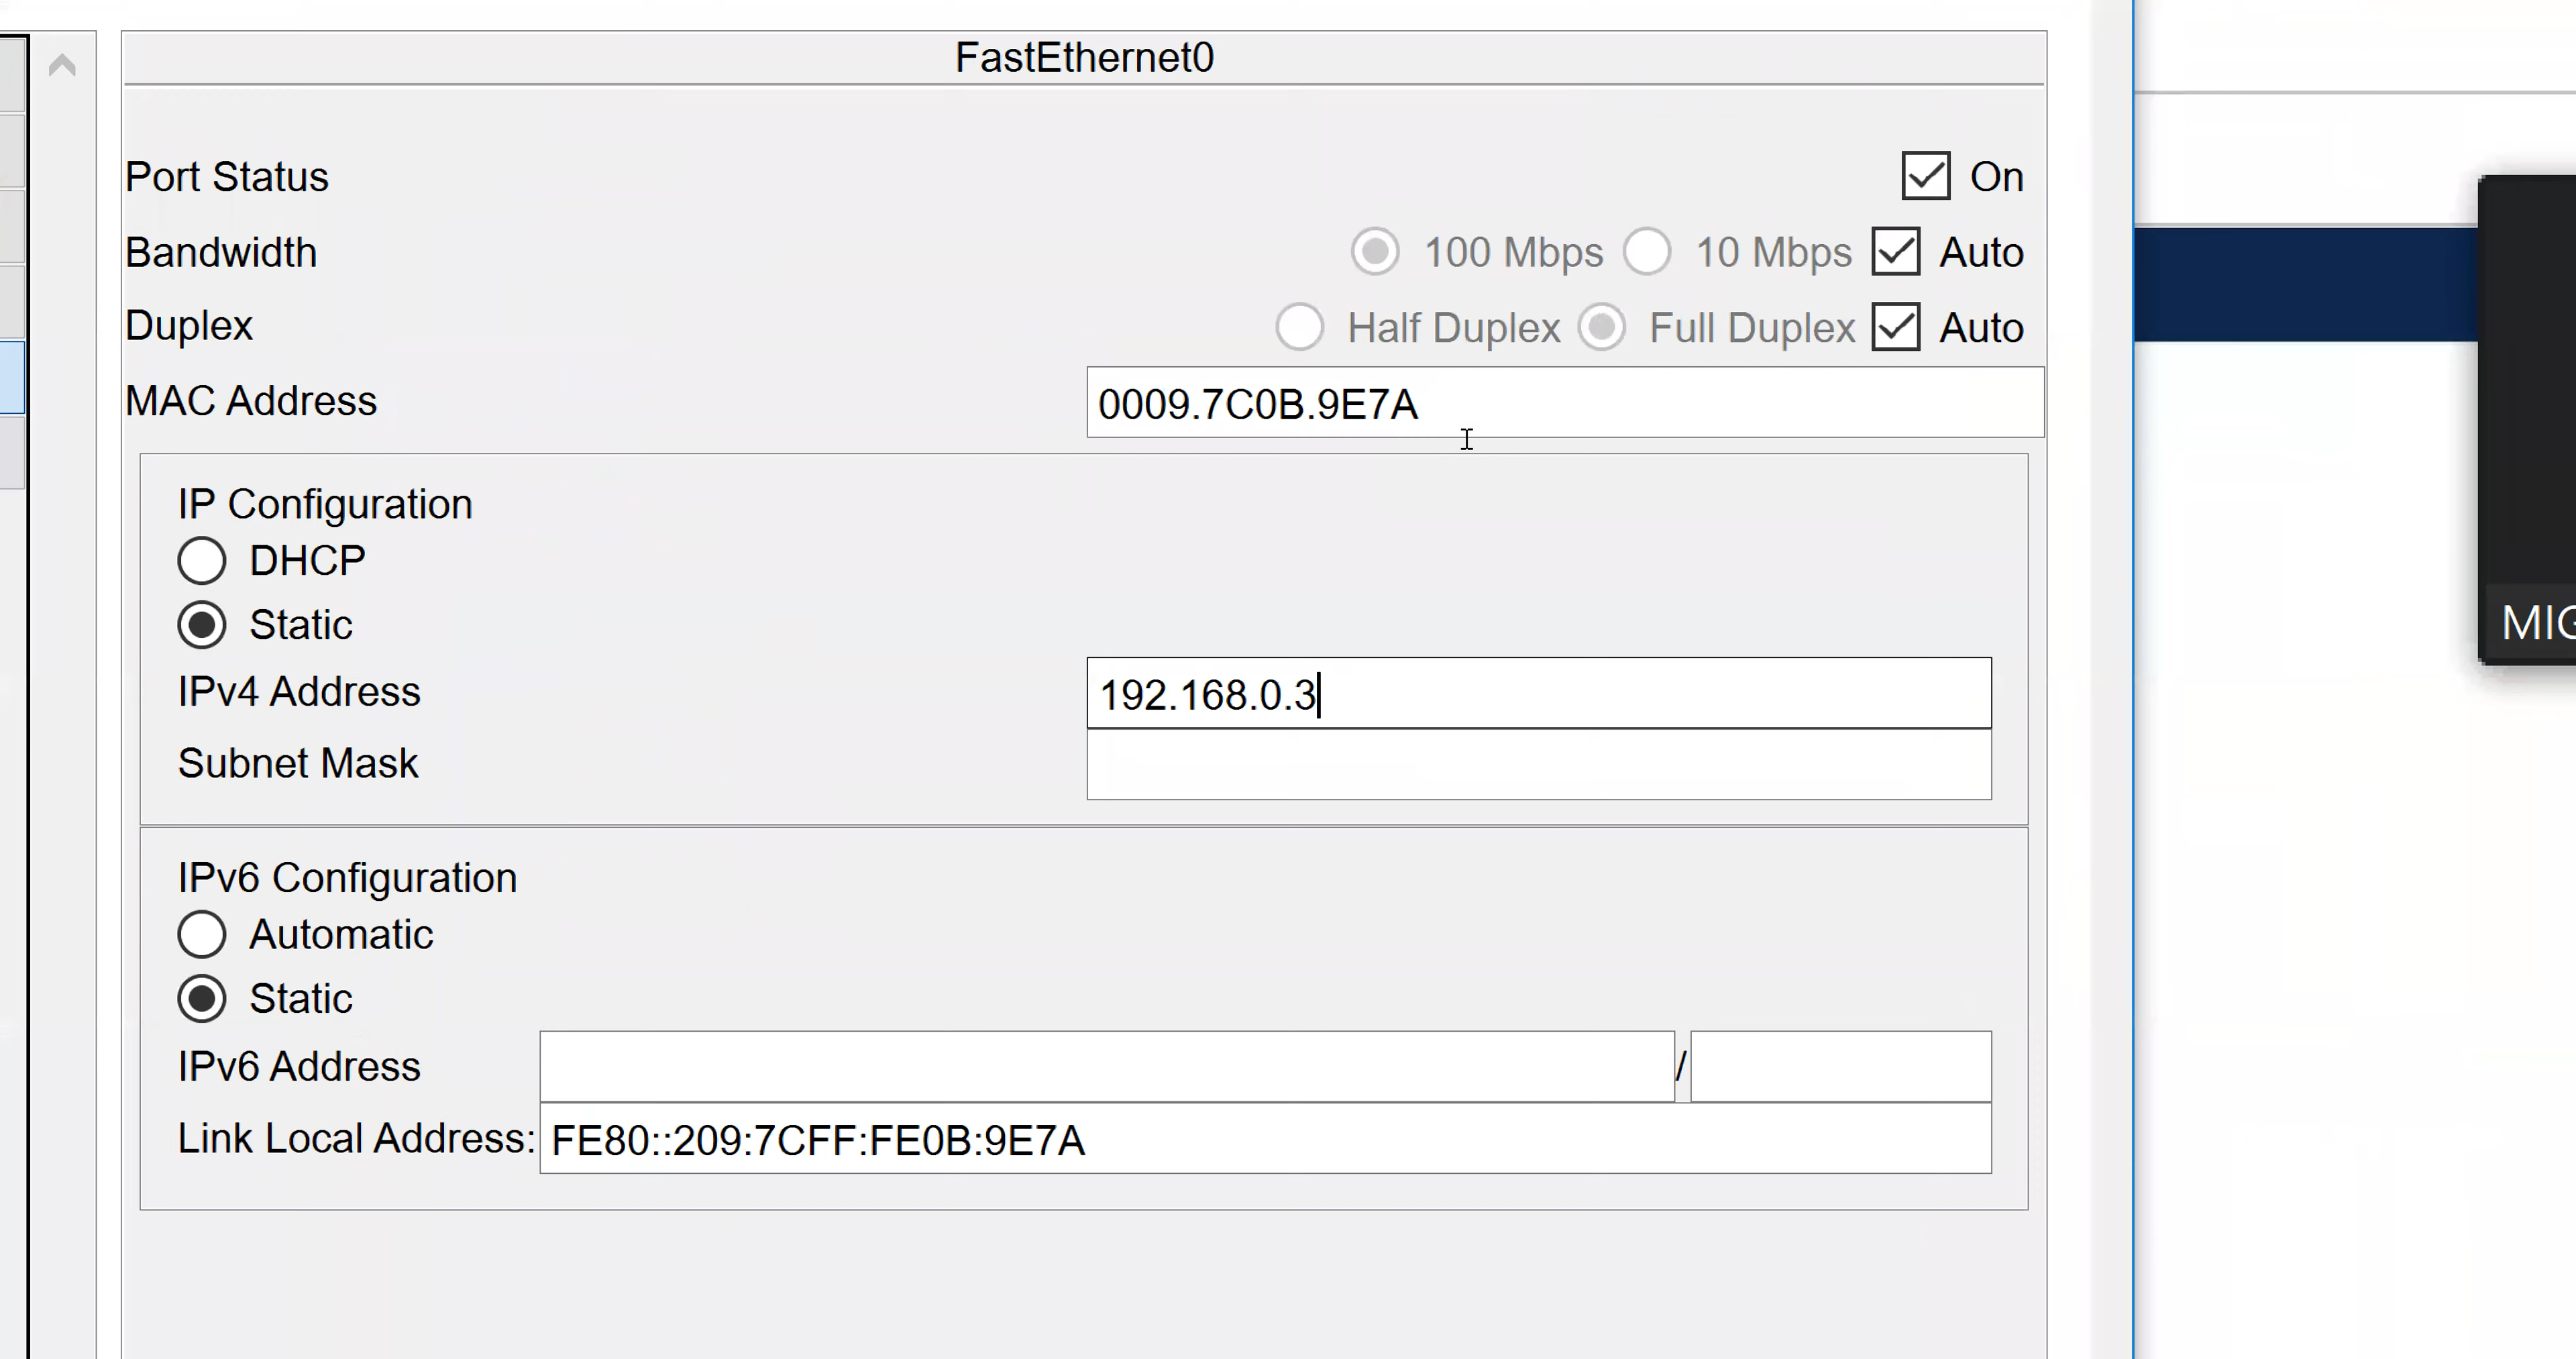 FastEthernet0
Port Status On
Bandwidth 100 Mbps 10 Mbps Auto
Duplex Half Duplex Full Duplex Auto
MAC Address 0009.7C0B.9E7A
IP Configuration
DHCP
Static
IPv4 Address 192.168.0.3
Subnet Mask
IPv6 Configuration
Automatic
Static
IPv6 Address /
Link Local Address: FE80::209:7CFF:FE0B:9E7A